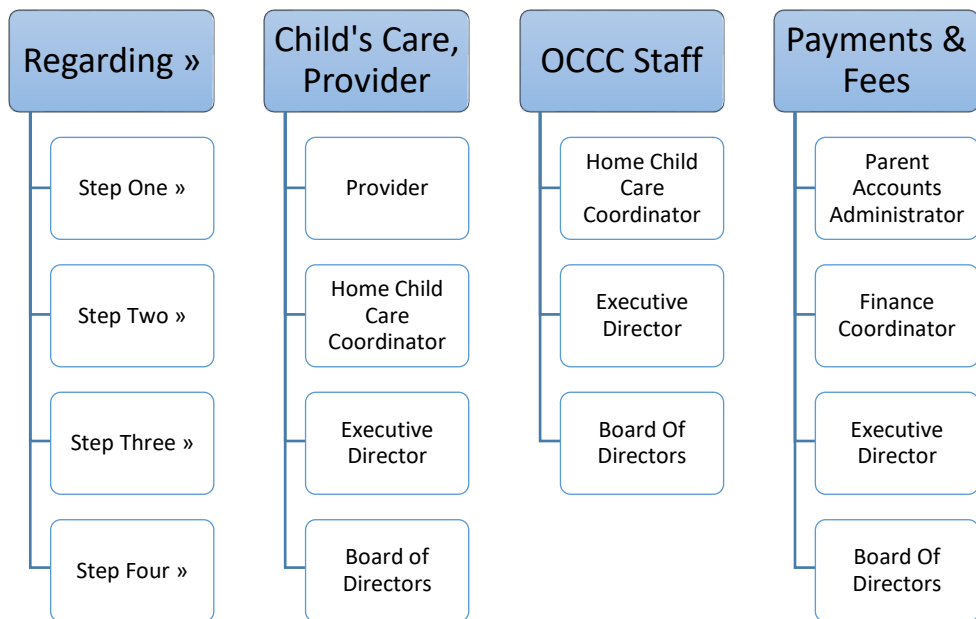 Regarding »
Step One »
Step Two »
Step Three »
Step Four »
Child's Care,
Provider
Provider
Home Child
Care
Coordinator
Executive
Director
Board of
Directors
OCCC Staff
Home Child
Care
Coordinator
Executive
Director
Board Of
Directors
Payments &
Fees
Parent
Accounts
Administrator
Finance
Coordinator
Executive
Director
Board Of
Directors